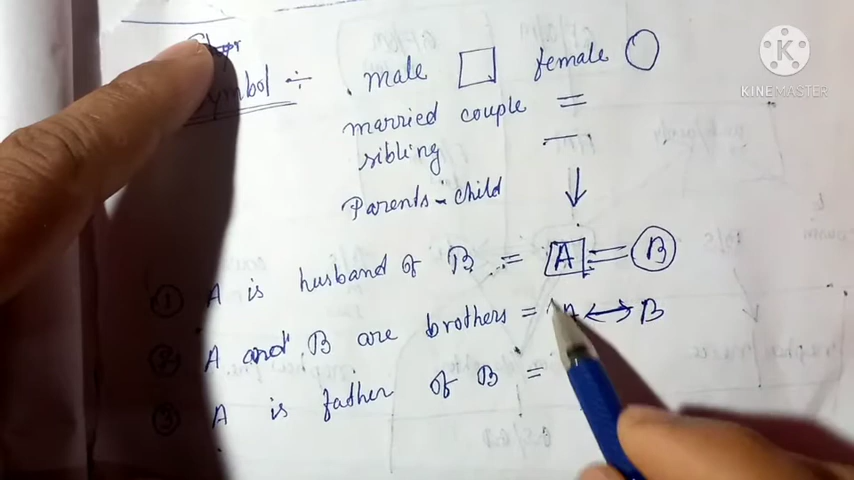 Symbol ÷ male □ female ○
KINEMASTER
married couple =
sibling —
Parents - child ↓
① A is husband of B = A = B
② A and B are brothers = A ↔ B
③ A is father of B =